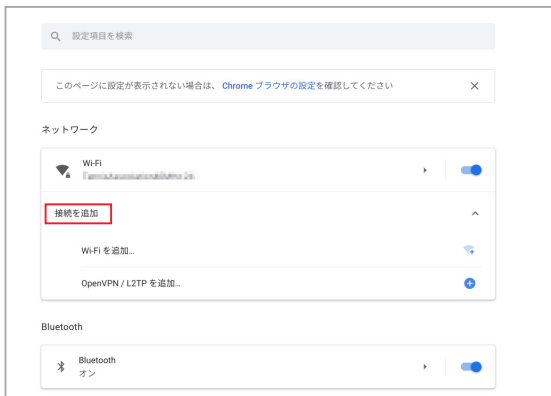 設定項目を検索
このページに設定が表示されない場合は、 Chrome ブラウザの設定を確認してください
ネットワーク
Wi-Fi
接続を追加
Wi-Fi を追加...
OpenVPN / L2TP を追加...
Bluetooth
Bluetooth
オン